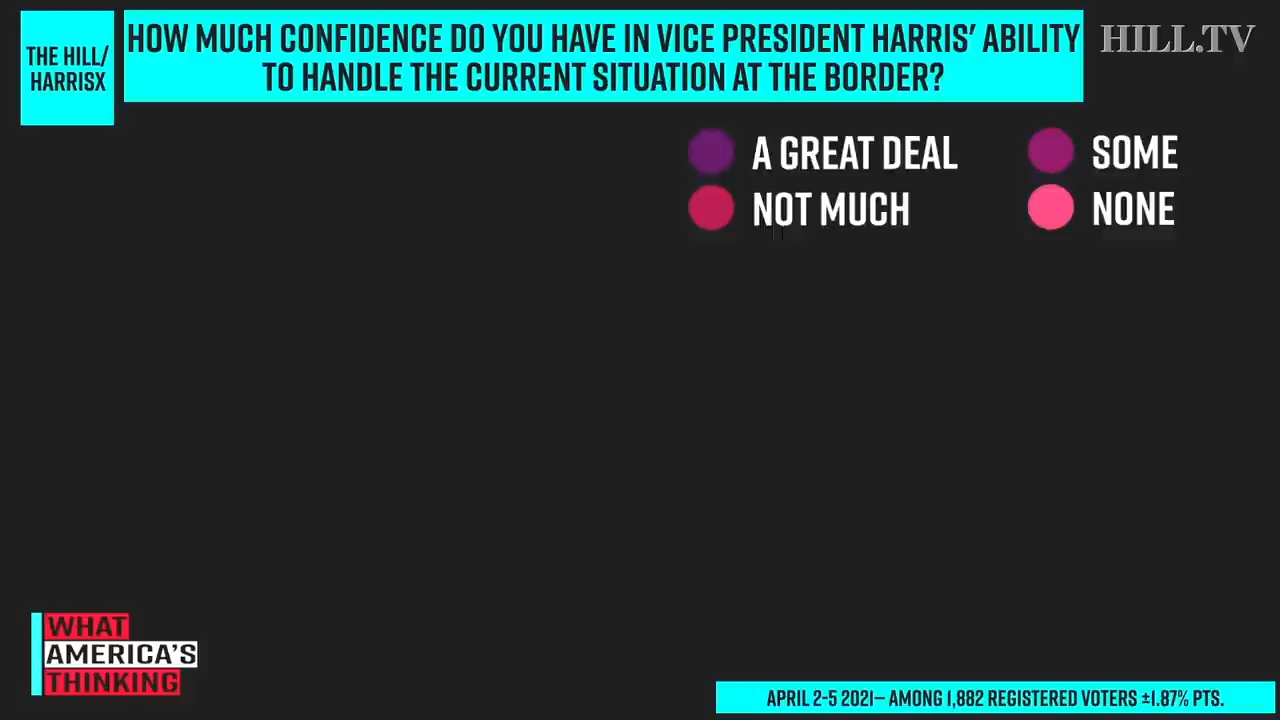 THE HILL/
HARRISX
HOW MUCH CONFIDENCE DO YOU HAVE IN VICE PRESIDENT HARRIS' ABILITY
TO HANDLE THE CURRENT SITUATION AT THE BORDER?
HILL.TV
A GREAT DEAL
SOME
NOT MUCH
NONE
WHAT
AMERICA'S
THINKING
APRIL 2-5 2021– AMONG 1,882 REGISTERED VOTERS ±1.87% PTS.